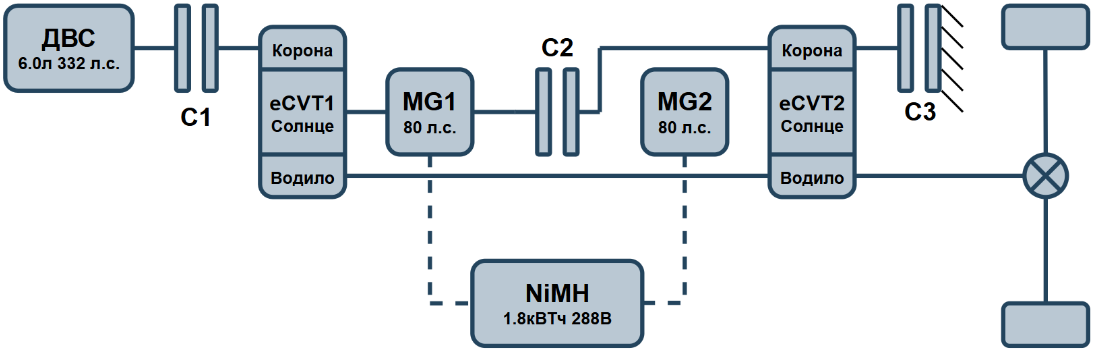 ДВС
6.0л 332 л.с.
C1
Корона
eCVT1
Солнце
Водило
MG1
80 л.с.
C2
MG2
80 л.с.
Корона
eCVT2
Солнце
Водило
C3
NiMH
1.8кВТч 288В